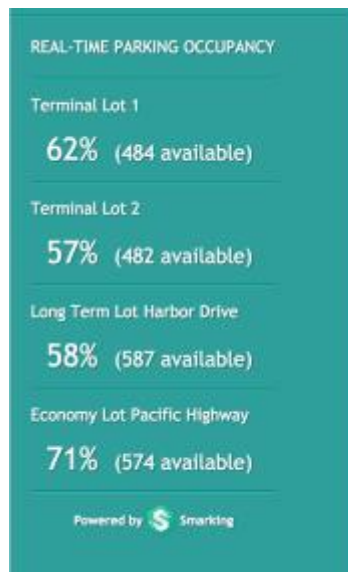 REAL-TIME PARKING OCCUPANCY
Terminal Lot 1
62% (484 available)
Terminal Lot 2
57% (482 available)
Long Term Lot Harbor Drive
58% (587 available)
Economy Lot Pacific Highway
71% (574 available)
Powered by S Smarking